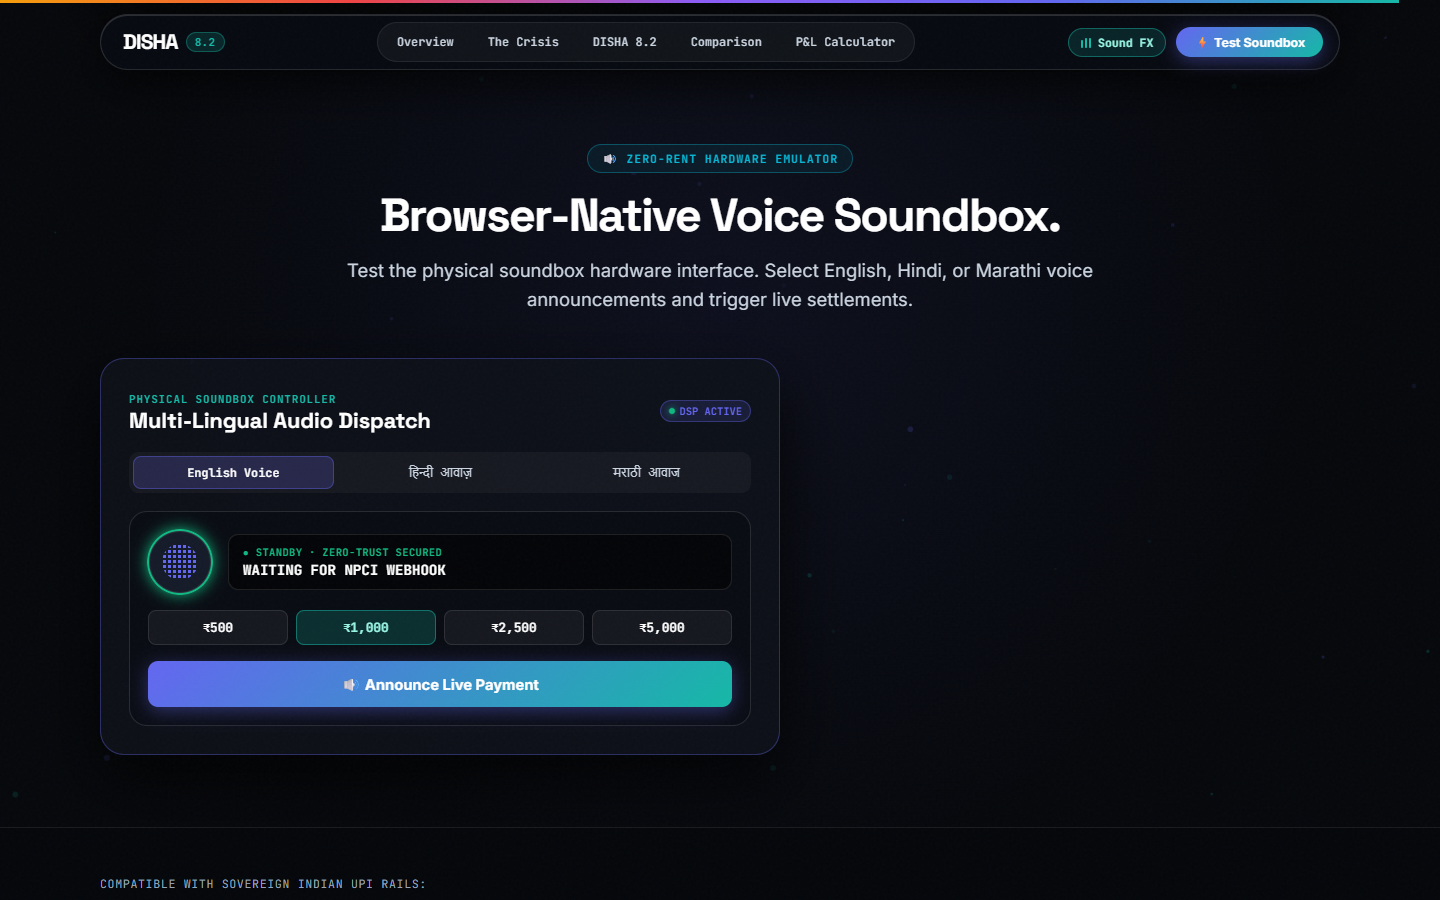 DISHA 8.2
Overview The Crisis DISHA 8.2 Comparison P&L Calculator
Sound FX
Test Soundbox
ZERO-RENT HARDWARE EMULATOR
Browser-Native Voice Soundbox.
Test the physical soundbox hardware interface. Select English, Hindi, or Marathi voice
announcements and trigger live settlements.
PHYSICAL SOUNDBOX CONTROLLER
Multi-Lingual Audio Dispatch
DSP ACTIVE
English Voice हिन्दी आवाज़ मराठी आवाज
● STANDBY · ZERO-TRUST SECURED
WAITING FOR NPCI WEBHOOK
₹500 ₹1,000 ₹2,500 ₹5,000
Announce Live Payment
COMPATIBLE WITH SOVEREIGN INDIAN UPI RAILS: